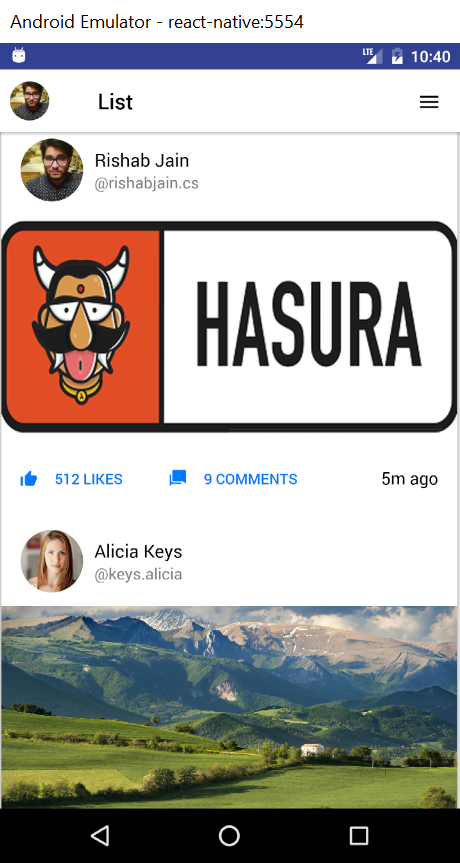 Android Emulator - react-native:5554
LTE 10:40
List
Rishab Jain
@rishabjain.cs
HASURA
512 LIKES 9 COMMENTS 5m ago
Alicia Keys
@keys.alicia